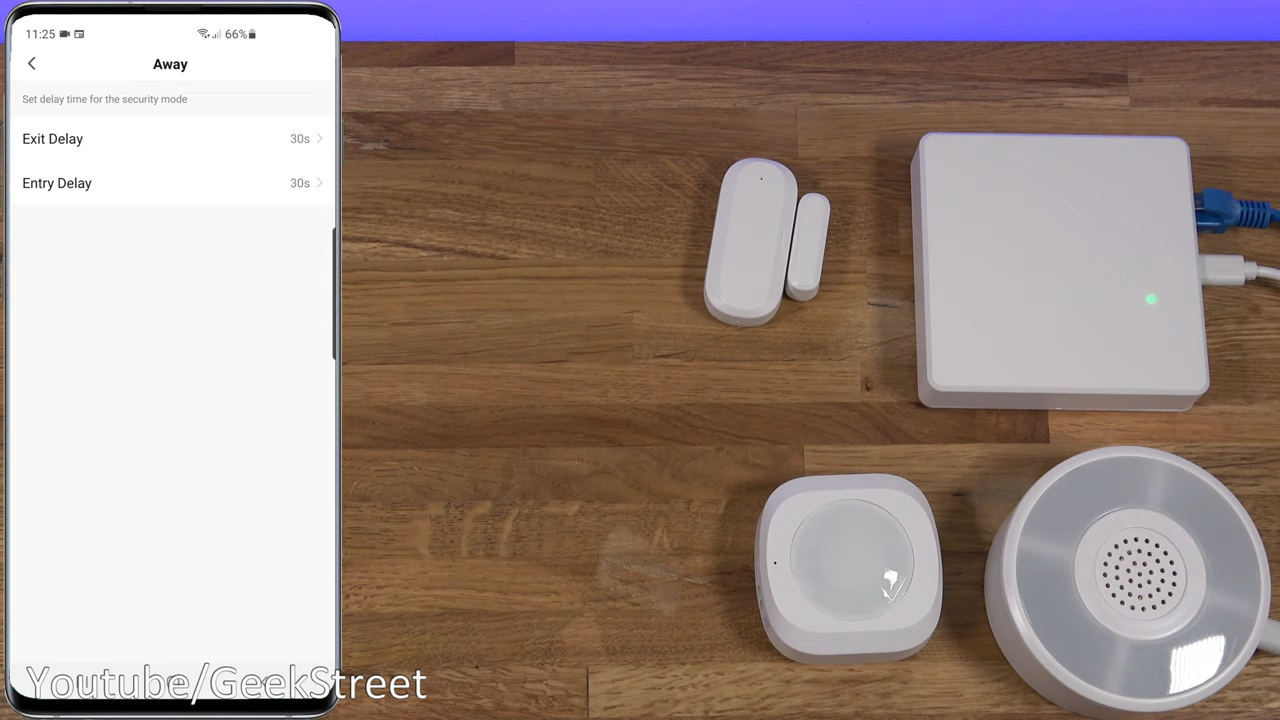 11:25 66%
Away
Set delay time for the security mode
Exit Delay 30s
Entry Delay 30s
Youtube/GeekStreet